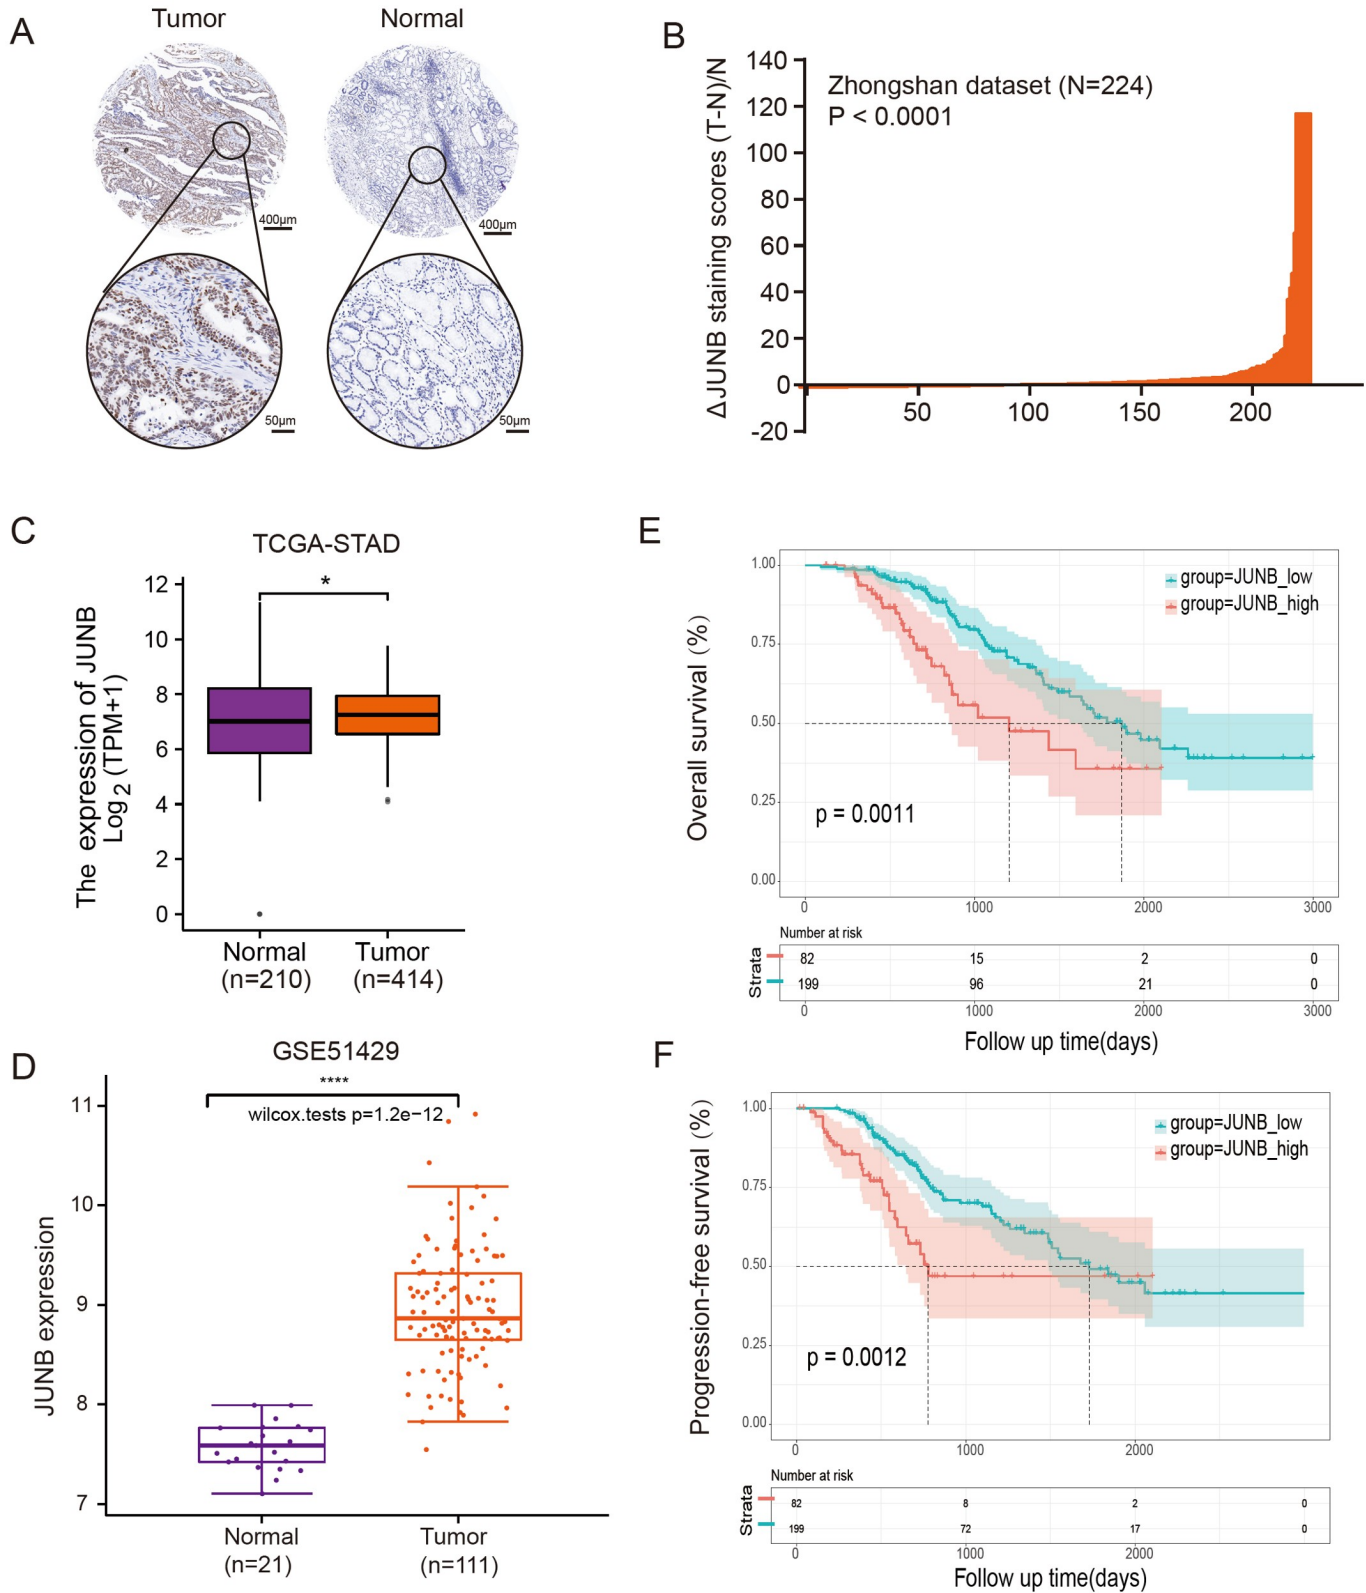 A
Tumor
Normal
400μm
400μm
50μm
50μm
B
ΔJUNB staining scores (T-N)/N
140
120
100
80
60
40
20
0
-20
Zhongshan dataset (N=224)
P < 0.0001
50
100
150
200
C
TCGA-STAD
The expression of JUNB
Log2 (TPM+1)
12
10
8
6
4
2
0
*
Normal
(n=210)
Tumor
(n=414)
D
GSE51429
****
wilcox.tests p=1.2e−12
JUNB expression
11
10
9
8
7
Normal
(n=21)
Tumor
(n=111)
E
Overall survival (%)
1.00
0.75
0.50
0.25
0.00
group=JUNB_low
group=JUNB_high
p = 0.0011
0
1000
2000
3000
Number at risk
Strata
82 15 2 0
199 96 21 0
0 1000 2000 3000
Follow up time(days)
F
Progression-free survival (%)
1.00
0.75
0.50
0.25
0.00
group=JUNB_low
group=JUNB_high
p = 0.0012
0
1000
2000
Number at risk
Strata
82 8 2 0
199 72 17 0
0 1000 2000
Follow up time(days)